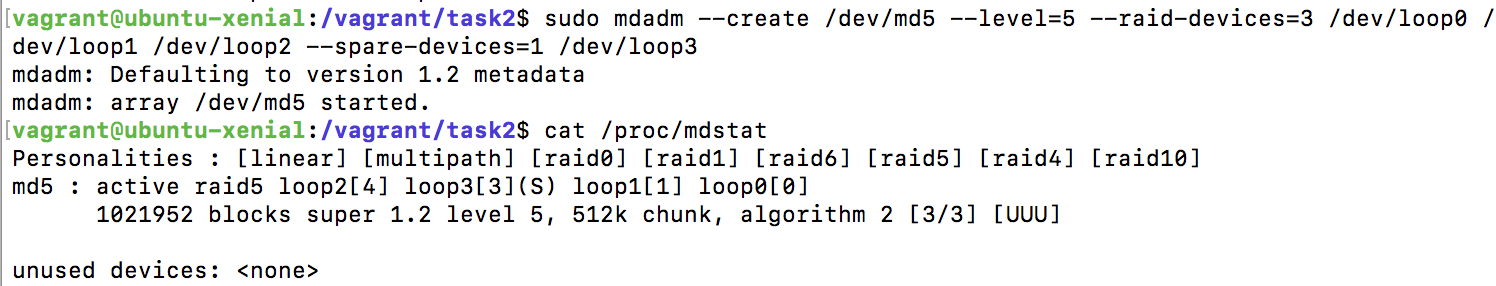 [vagrant@ubuntu-xenial:/vagrant/task2$ sudo mdadm --create /dev/md5 --level=5 --raid-devices=3 /dev/loop0 /
dev/loop1 /dev/loop2 --spare-devices=1 /dev/loop3
mdadm: Defaulting to version 1.2 metadata
mdadm: array /dev/md5 started.
[vagrant@ubuntu-xenial:/vagrant/task2$ cat /proc/mdstat
Personalities : [linear] [multipath] [raid0] [raid1] [raid6] [raid5] [raid4] [raid10]
md5 : active raid5 loop2[4] loop3[3](S) loop1[1] loop0[0]
      1021952 blocks super 1.2 level 5, 512k chunk, algorithm 2 [3/3] [UUU]
unused devices: <none>